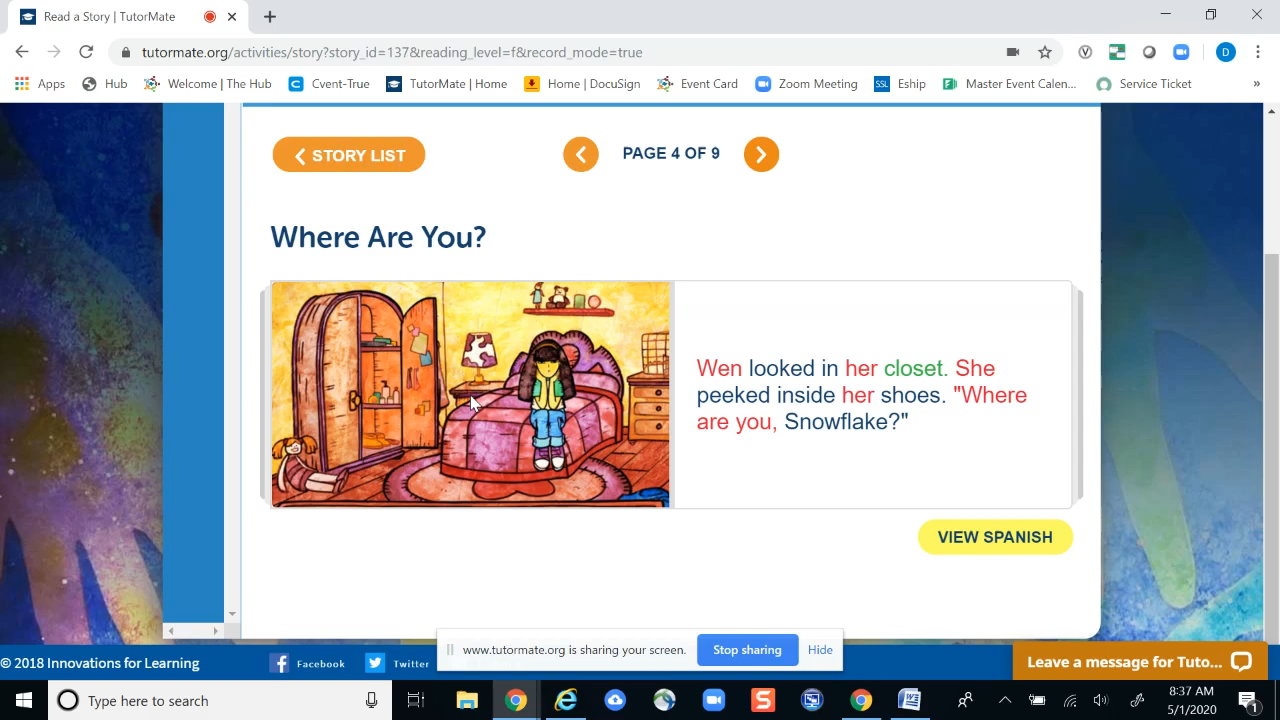 Read a Story | TutorMate
tutormate.org/activities/story?story_id=137&reading_level=f&record_mode=true
D
Apps Hub Welcome | The Hub Cvent-True TutorMate | Home Home | DocuSign Event Card Zoom Meeting SSL Eship Master Event Calen... Service Ticket »
STORY LIST
PAGE 4 OF 9
Where Are You?
Wen looked in her closet. She
peeked inside her shoes. "Where
are you, Snowflake?"
VIEW SPANISH
www.tutormate.org is sharing your screen. Stop sharing Hide
© 2018 Innovations for Learning Facebook Twitter
Leave a message for Tuto...
Type here to search
8:37 AM
5/1/2020
1